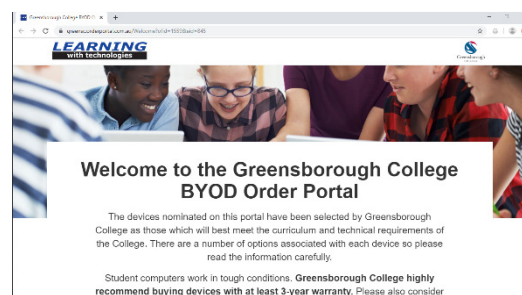 Greensborough College BYOD O
LEARNING
with technologies
Greensborough
Welcome to the Greensborough College
BYOD Order Portal
The devices nominated on this portal have been selected by Greensborough
College as those which will best meet the curriculum and technical requirements of
the College. There are a number of options associated with each device so please
read the information carefully.
Student computers work in tough conditions. Greensborough College highly
recommend buying devices with at least 3-year warranty. Please also consider